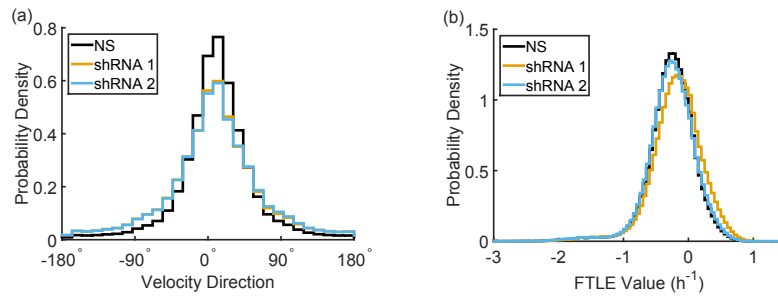 (a)
0.8
0.6
0.4
0.2
0
Probability Density
NS
shRNA 1
shRNA 2
-180° -90° 0° 90° 180°
Velocity Direction
(b)
1.5
1
0.5
0
Probability Density
NS
shRNA 1
shRNA 2
-3 -2 -1 0 1
FTLE Value (h⁻¹)